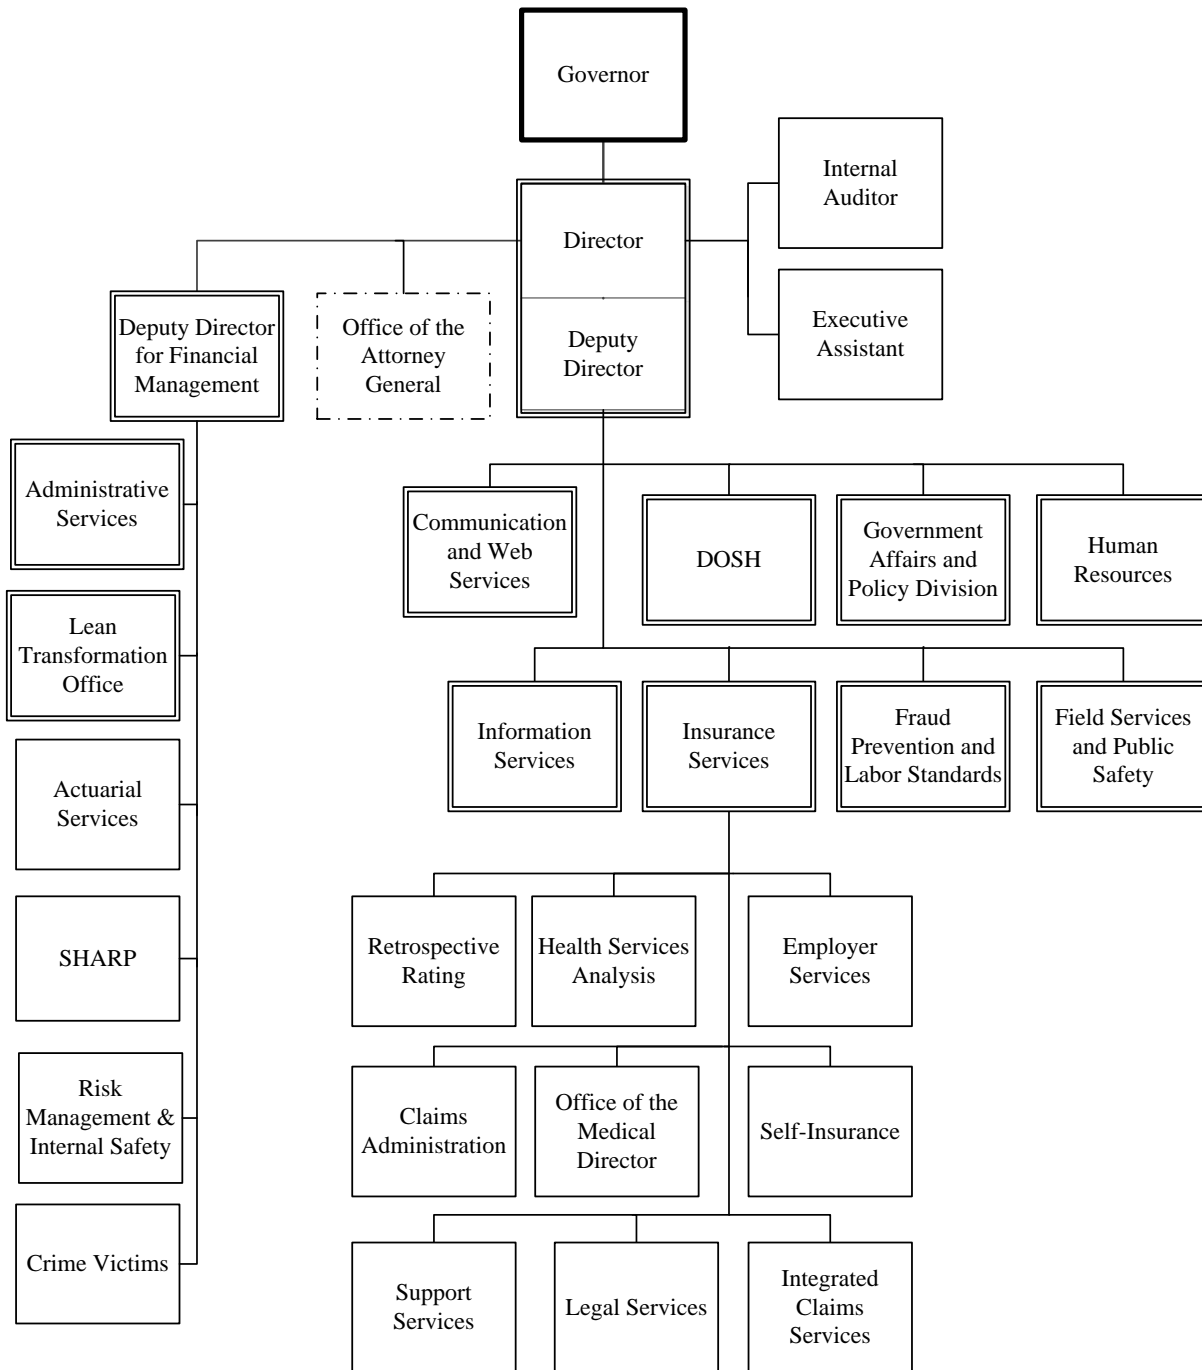 Governor
Internal
Auditor
Director
Executive
Assistant
Deputy Director
for Financial
Management
Office of the
Attorney
General
Deputy
Director
Administrative
Services
Communication
and Web
Services
DOSH
Government
Affairs and
Policy Division
Human
Resources
Lean
Transformation
Office
Information
Services
Insurance
Services
Fraud
Prevention and
Labor Standards
Field Services
and Public
Safety
Actuarial
Services
SHARP
Retrospective
Rating
Health Services
Analysis
Employer
Services
Risk
Management &
Internal Safety
Claims
Administration
Office of the
Medical
Director
Self-Insurance
Crime Victims
Support
Services
Legal Services
Integrated
Claims
Services